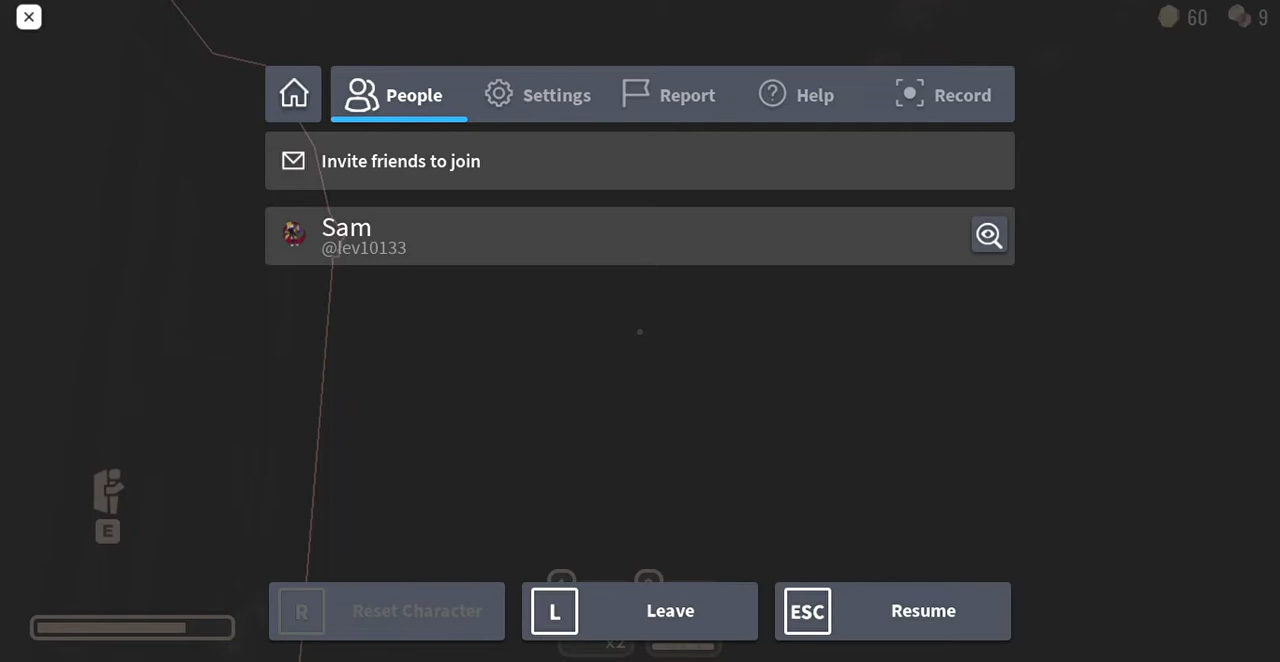 60 9
People Settings Report Help Record
Invite friends to join
Sam
@lev10133
E
R Reset Character L Leave ESC Resume
x2